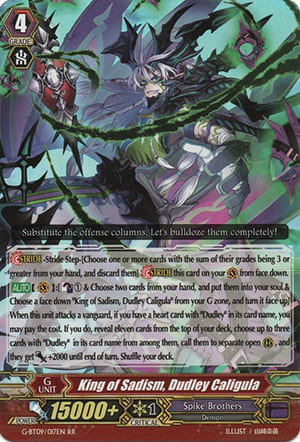 4
GRADE
Substitute the offense columns. Let's bulldoze them completely!
STRIDE -Stride Step-[Choose one or more cards with the sum of their grades being 3 or
greater from your hand, and discard them] STRIDE this card on your from face down.
AUTO : [ 1 & Choose two cards from your hand, and put them into your soul &
Choose a face down "King of Sadism, Dudley Caligula" from your G zone, and turn it face up]
When this unit attacks a vanguard, if you have a heart card with "Dudley" in its card name, you
may pay the cost. If you do, reveal eleven cards from the top of your deck, choose up to three
cards with "Dudley" in its card name from among them, call them to separate open , and
they get +2000 until end of turn. Shuffle your deck.
G
UNIT
King of Sadism, Dudley Caligula
POWER
15000+
1
CRITICAL
Spike Brothers
Demon
G-BT09/017EN RR
ILLUST /